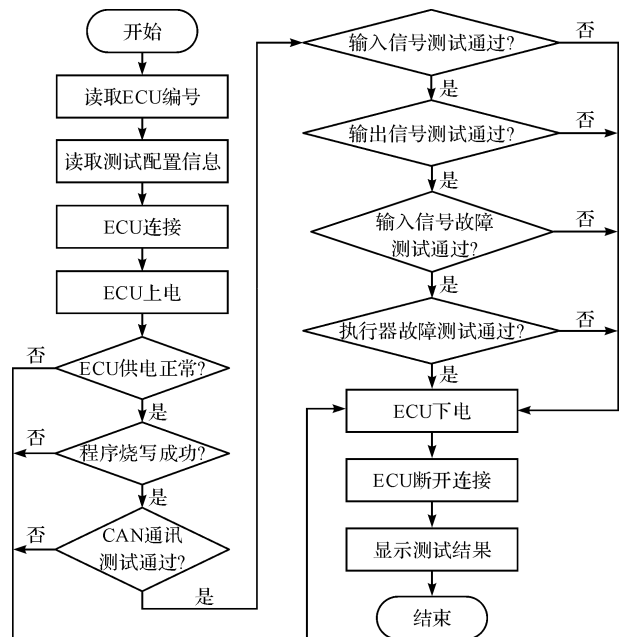 开始
读取ECU编号
读取测试配置信息
ECU连接
ECU上电
否
ECU供电正常?
是
否
程序烧写成功?
是
否
CAN通讯
测试通过?
是
输入信号测试通过?
否
是
输出信号测试通过?
否
是
输入信号故障
测试通过?
否
是
执行器故障测试通过?
否
是
ECU下电
ECU断开连接
显示测试结果
结束